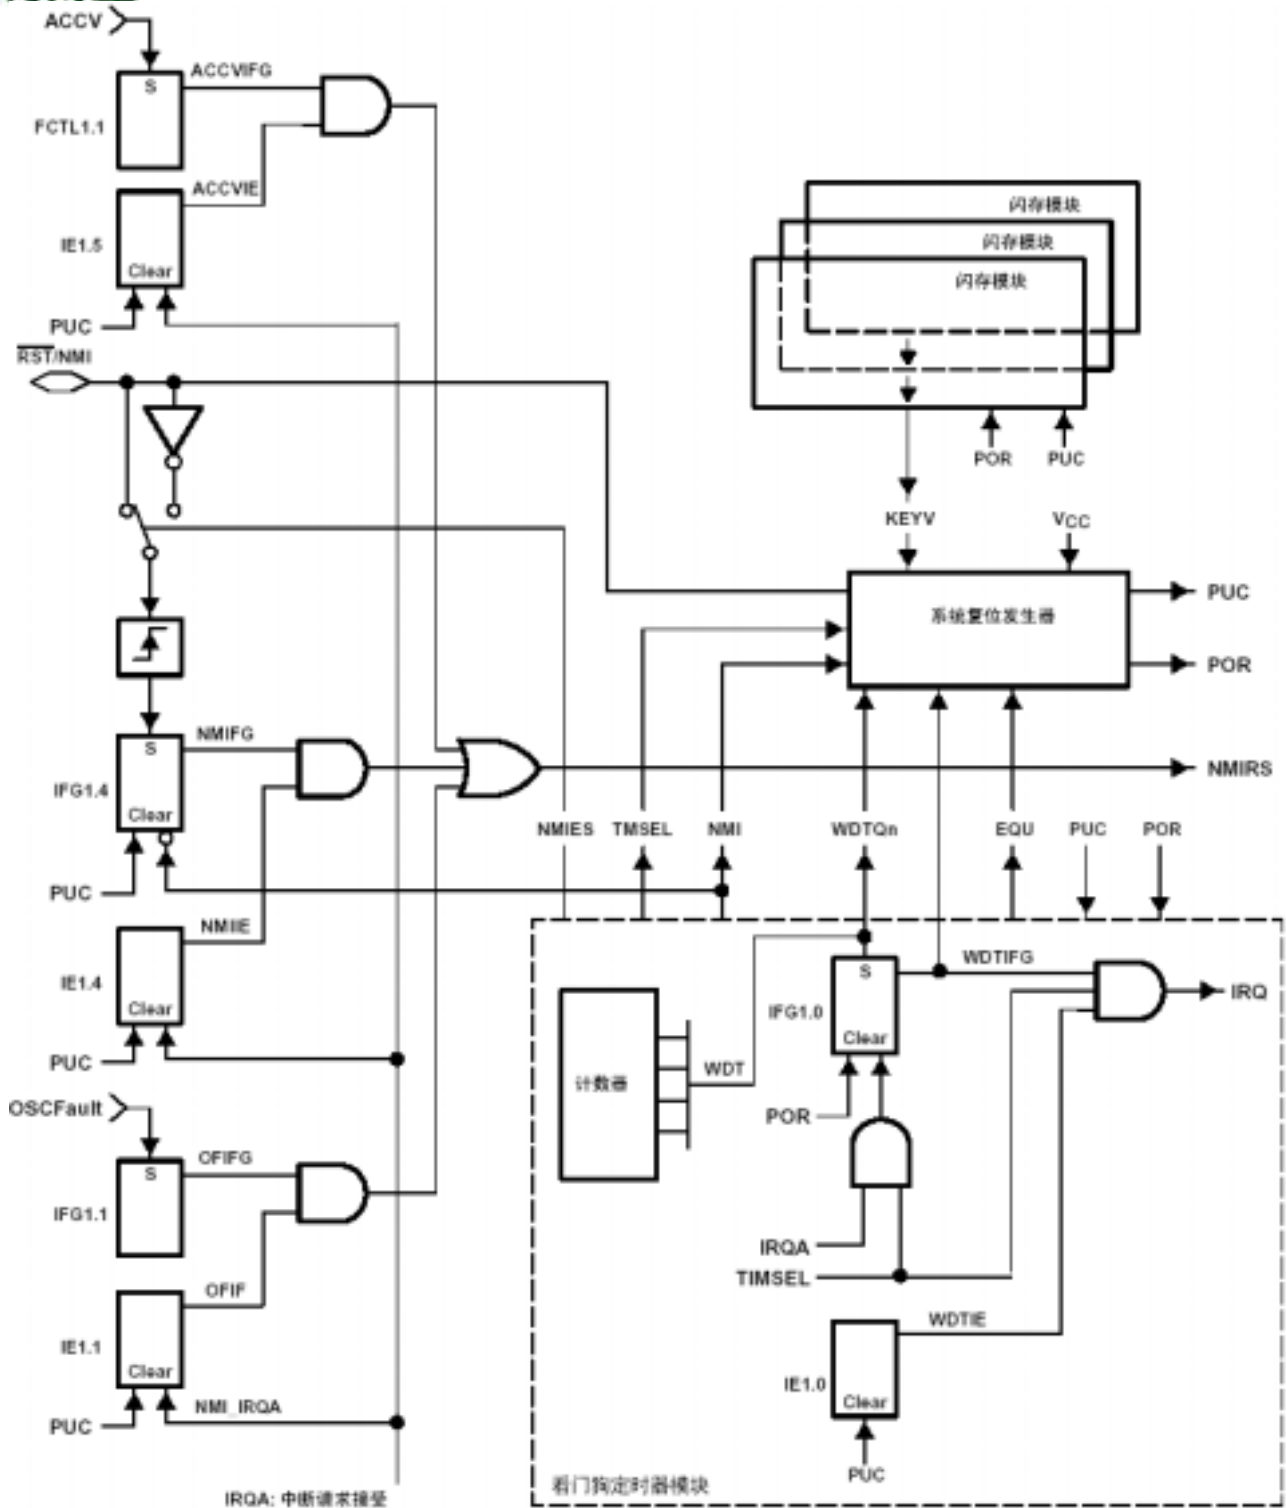 ACCV
S
ACCVIFG
FCTL1.1
ACCVIE
IE1.5
Clear
PUC
RST/NMI
闪存模块
闪存模块
闪存模块
POR
PUC
KEYV
VCC
系统复位发生器
PUC
POR
S
NMIFG
IFG1.4
Clear
PUC
NMIRS
NMIES
TMSEL
NMI
WDTQn
EQU
PUC
POR
NMIIE
IE1.4
Clear
PUC
S
WDTIFG
IFG1.0
Clear
IRQ
计数器
WDT
POR
OSCFault
S
OFIFG
IFG1.1
IRQA
TIMSEL
OFIF
IE1.1
Clear
NMI_IRQA
PUC
WDTIE
IE1.0
Clear
PUC
看门狗定时器模块
IRQA: 中断请求接受